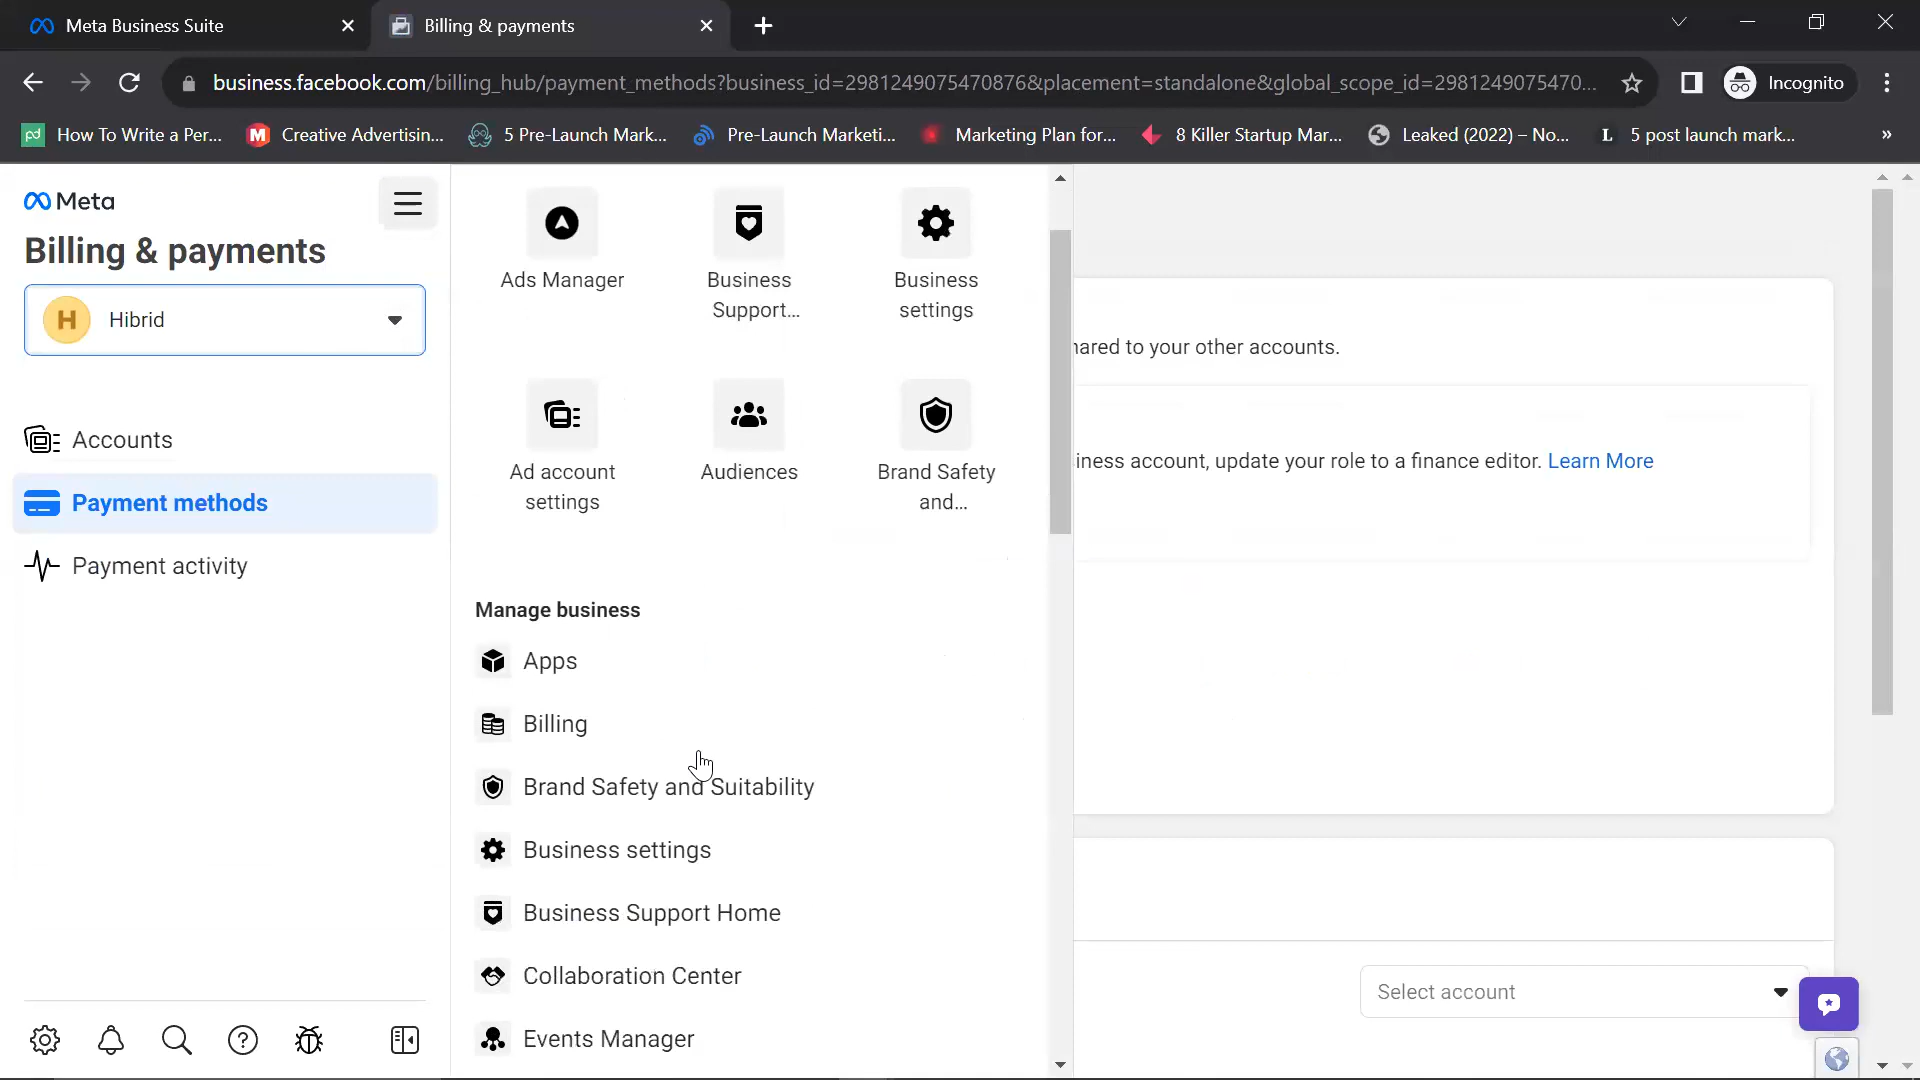 Meta Business Suite
Billing & payments
business.facebook.com/billing_hub/payment_methods?business_id=2981249075470876&placement=standalone&global_scope_id=2981249075470...
Incognito
pd How To Write a Per...
M Creative Advertisin...
5 Pre-Launch Mark...
Pre-Launch Marketi...
Marketing Plan for...
8 Killer Startup Mar...
Leaked (2022) – No...
L 5 post launch mark...
»
Meta
Billing & payments
H Hibrid
Accounts
Payment methods
Payment activity
Ads Manager
Business
Support...
Business
settings
Ad account
settings
Audiences
Brand Safety
and...
Manage business
Apps
Billing
Brand Safety and Suitability
Business settings
Business Support Home
Collaboration Center
Events Manager
hared to your other accounts.
iness account, update your role to a finance editor. Learn More
Select account